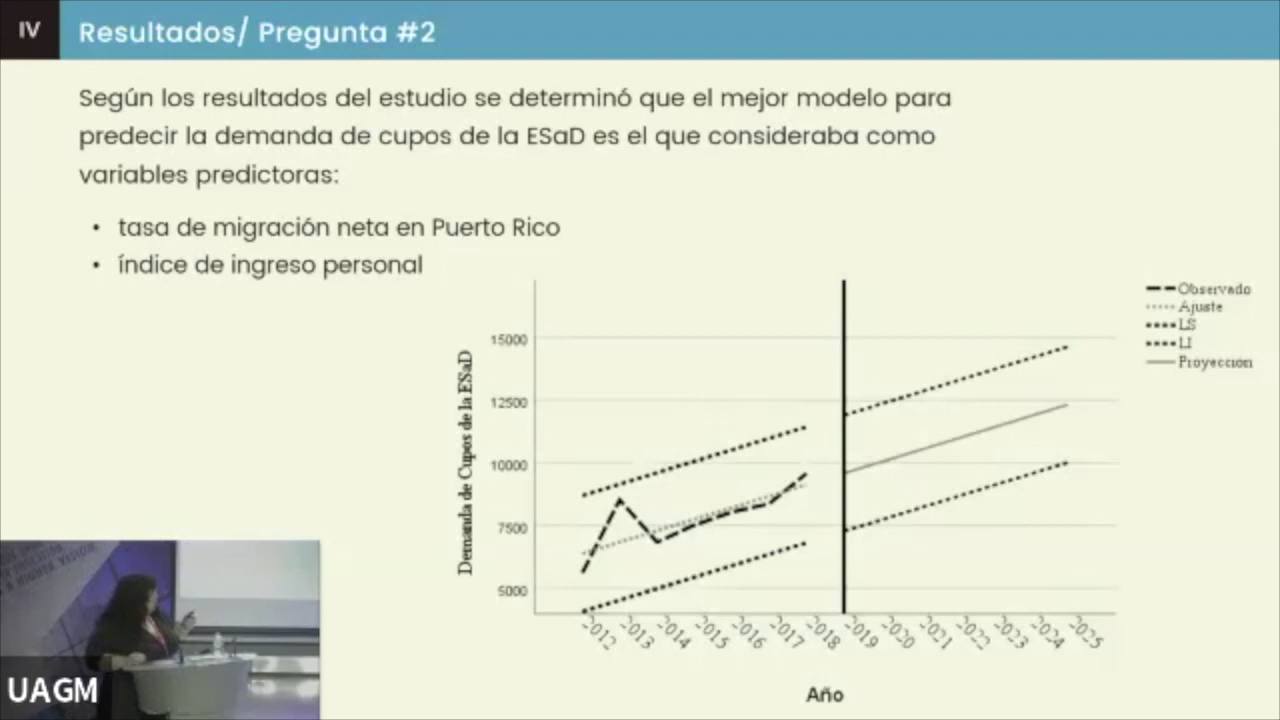 IV
Resultados/ Pregunta #2
Según los resultados del estudio se determinó que el mejor modelo para
predecir la demanda de cupos de la ESaD es el que consideraba como
variables predictoras:
• tasa de migración neta en Puerto Rico
• índice de ingreso personal
Observado
Ajuste
LS
LI
Proyección
Demanda de Cupos de la ESaD
15000
12500
10000
7500
5000
2012 2013 2014 2015 2016 2017 2018 2019 2020 2021 2022 2023 2024 2025
Año
UAGM